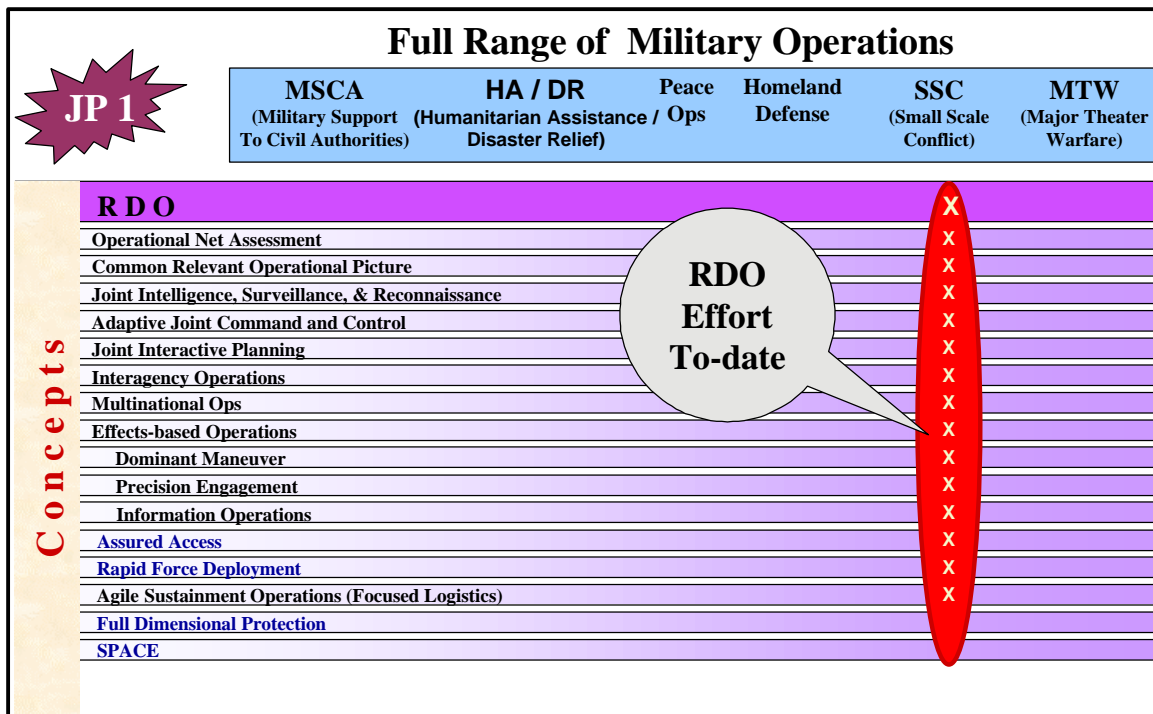 Full Range of Military Operations
JP 1
MSCA
(Military Support
To Civil Authorities)
HA / DR
(Humanitarian Assistance /
Disaster Relief)
Peace
Ops
Homeland
Defense
SSC
(Small Scale
Conflict)
MTW
(Major Theater
Warfare)
Concepts
R D O
X
Operational Net Assessment
X
Common Relevant Operational Picture
X
Joint Intelligence, Surveillance, & Reconnaissance
X
Adaptive Joint Command and Control
X
Joint Interactive Planning
X
Interagency Operations
X
Multinational Ops
X
Effects-based Operations
X
Dominant Maneuver
X
Precision Engagement
X
Information Operations
X
Assured Access
X
Rapid Force Deployment
X
Agile Sustainment Operations (Focused Logistics)
X
Full Dimensional Protection
SPACE
RDO
Effort
To-date